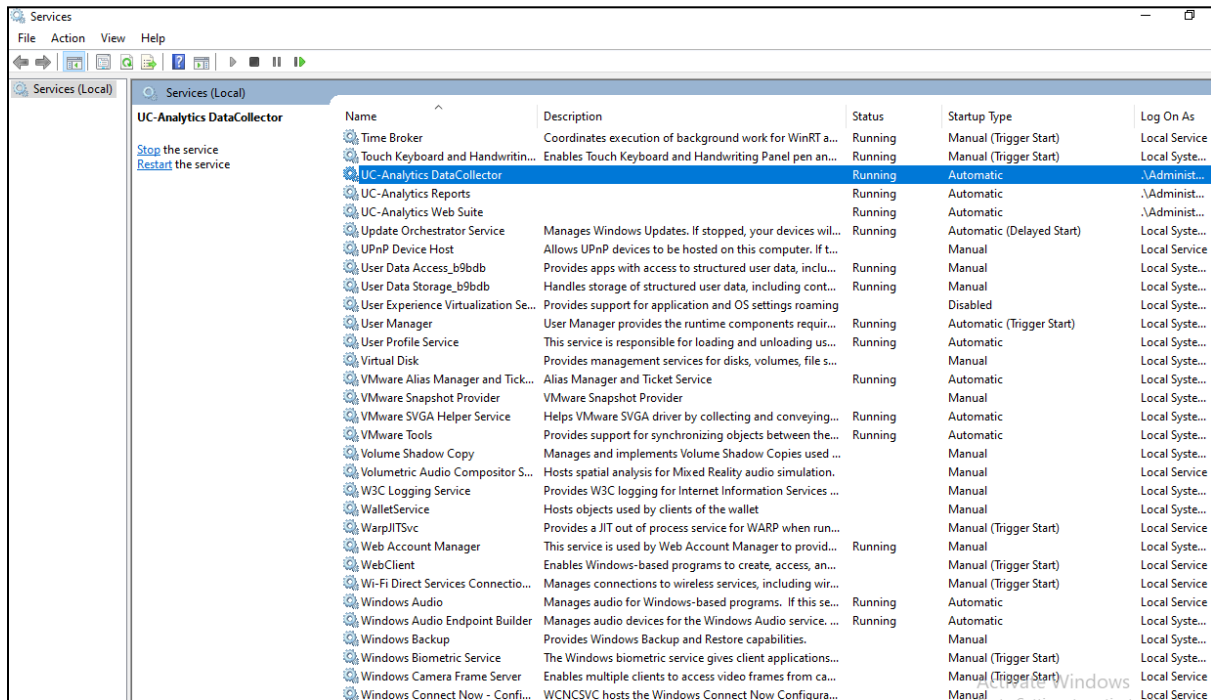 Services
File Action View Help
Services (Local)
Services (Local)
UC-Analytics DataCollector
Stop the service
Restart the service
Name Description Status Startup Type Log On As
Time Broker Coordinates execution of background work for WinRT a... Running Manual (Trigger Start) Local Service
Touch Keyboard and Handwritin... Enables Touch Keyboard and Handwriting Panel pen an... Running Manual (Trigger Start) Local Syste...
UC-Analytics DataCollector Running Automatic .\Administ...
UC-Analytics Reports Running Automatic .\Administ...
UC-Analytics Web Suite Running Automatic .\Administ...
Update Orchestrator Service Manages Windows Updates. If stopped, your devices wil... Running Automatic (Delayed Start) Local Syste...
UPnP Device Host Allows UPnP devices to be hosted on this computer. If t... Manual Local Service
User Data Access_b9bdb Provides apps with access to structured user data, inclu... Running Manual Local Syste...
User Data Storage_b9bdb Handles storage of structured user data, including cont... Running Manual Local Syste...
User Experience Virtualization Se... Provides support for application and OS settings roaming Disabled Local Syste...
User Manager User Manager provides the runtime components requir... Running Automatic (Trigger Start) Local Syste...
User Profile Service This service is responsible for loading and unloading us... Running Automatic Local Syste...
Virtual Disk Provides management services for disks, volumes, file s... Manual Local Syste...
VMware Alias Manager and Tick... Alias Manager and Ticket Service Running Automatic Local Syste...
VMware Snapshot Provider VMware Snapshot Provider Manual Local Syste...
VMware SVGA Helper Service Helps VMware SVGA driver by collecting and conveying... Running Automatic Local Syste...
VMware Tools Provides support for synchronizing objects between the... Running Automatic Local Syste...
Volume Shadow Copy Manages and implements Volume Shadow Copies used ... Manual Local Syste...
Volumetric Audio Compositor S... Hosts spatial analysis for Mixed Reality audio simulation. Manual Local Service
W3C Logging Service Provides W3C logging for Internet Information Services ... Manual Local Syste...
WalletService Hosts objects used by clients of the wallet Manual Local Syste...
WarpJITSvc Provides a JIT out of process service for WARP when run... Manual (Trigger Start) Local Service
Web Account Manager This service is used by Web Account Manager to provid... Running Manual Local Syste...
WebClient Enables Windows-based programs to create, access, an... Manual (Trigger Start) Local Service
Wi-Fi Direct Services Connectio... Manages connections to wireless services, including wir... Manual (Trigger Start) Local Service
Windows Audio Manages audio for Windows-based programs. If this se... Running Automatic Local Service
Windows Audio Endpoint Builder Manages audio devices for the Windows Audio service. ... Running Automatic Local Syste...
Windows Backup Provides Windows Backup and Restore capabilities. Manual Local Syste...
Windows Biometric Service The Windows biometric service gives client applications... Manual (Trigger Start) Local Syste...
Windows Camera Frame Server Enables multiple clients to access video frames from ca... Manual (Trigger Start) Local Service
Activate Windows
Windows Connect Now - Confi... WCNCSVC hosts the Windows Connect Now Configura... Manual Local Service